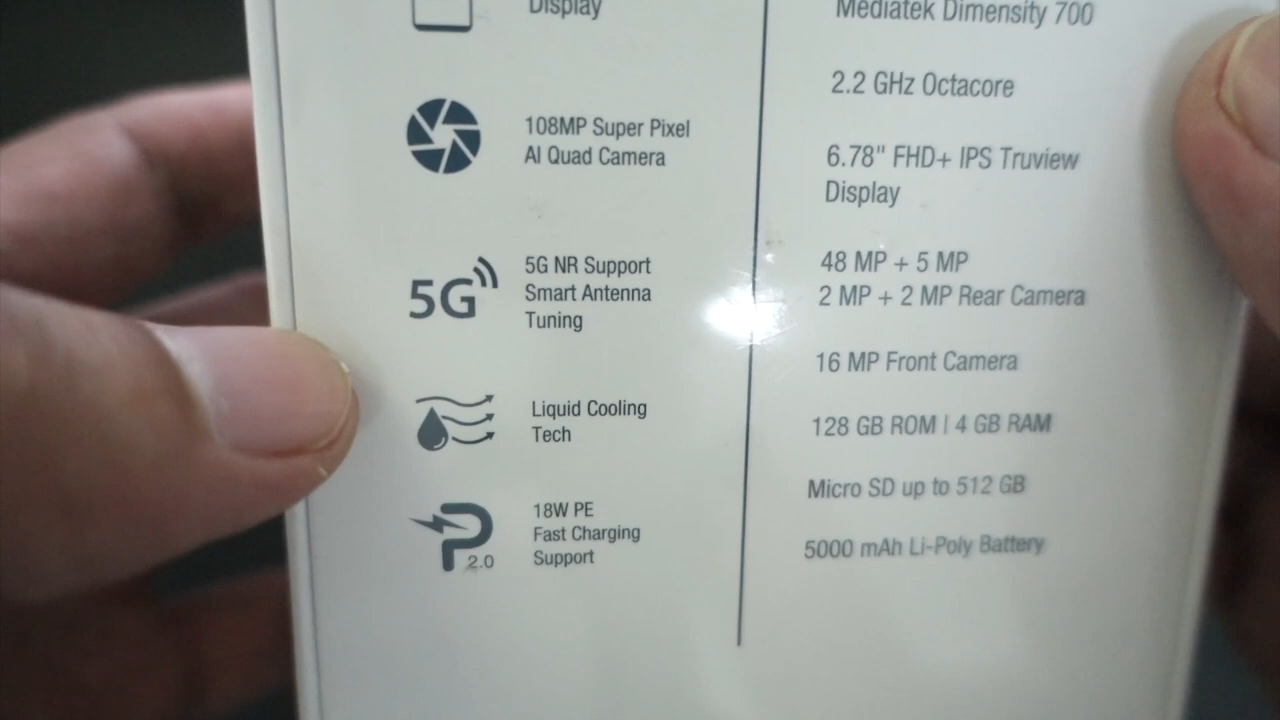 Display
108MP Super Pixel
AI Quad Camera
5G
5G NR Support
Smart Antenna
Tuning
Liquid Cooling
Tech
P 2.0
18W PE
Fast Charging
Support
Mediatek Dimensity 700
2.2 GHz Octacore
6.78" FHD+ IPS Truview
Display
48 MP + 5 MP
2 MP + 2 MP Rear Camera
16 MP Front Camera
128 GB ROM | 4 GB RAM
Micro SD up to 512 GB
5000 mAh Li-Poly Battery